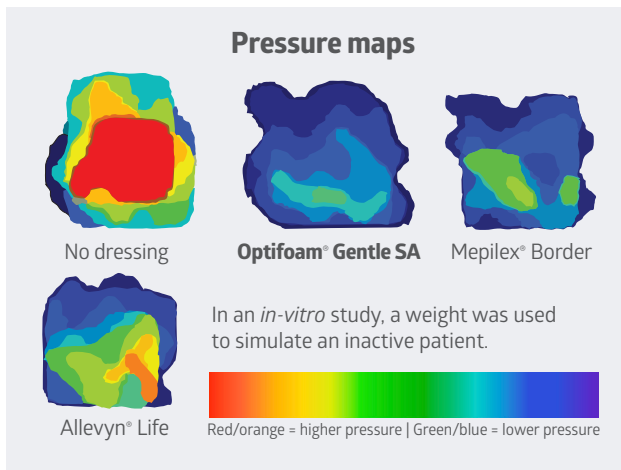 Pressure maps
No dressing
Optifoam® Gentle SA
Mepilex® Border
Allevyn® Life
In an in-vitro study, a weight was used
to simulate an inactive patient.
Red/orange = higher pressure | Green/blue = lower pressure